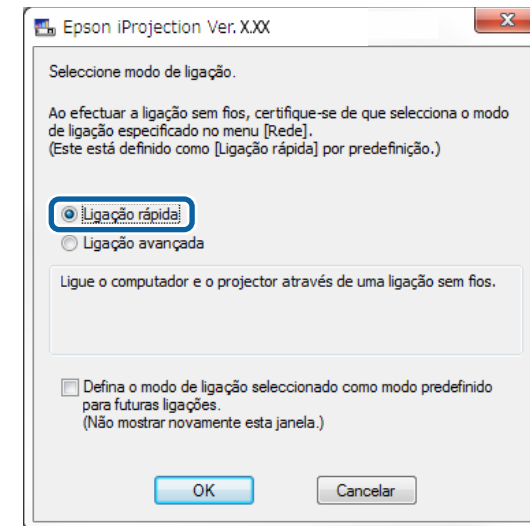 Epson iProjection Ver. X.XX
Seleccione modo de ligação.
Ao efectuar a ligação sem fios, certifique-se de que selecciona o modo
de ligação especificado no menu [Rede].
(Este está definido como [Ligação rápida] por predefinição.)
Ligação rápida
Ligação avançada
Ligue o computador e o projector através de uma ligação sem fios.
Defina o modo de ligação seleccionado como modo predefinido
para futuras ligações.
(Não mostrar novamente esta janela.)
OK Cancelar